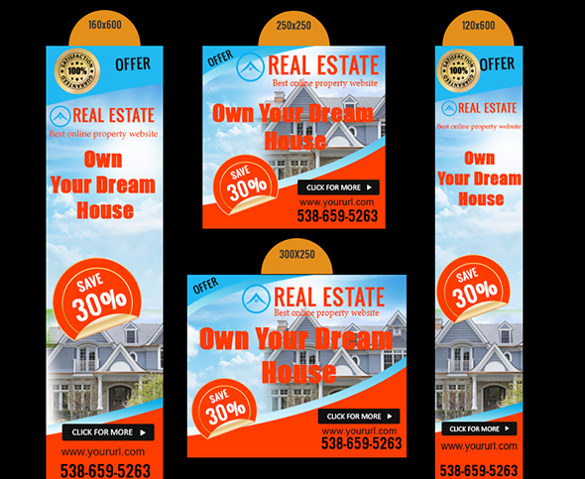 160x600
SATISFACTION
100%
GUARANTEED
OFFER
REAL ESTATE
Best online property website
Own
Your Dream
House
SAVE
30%
CLICK FOR MORE
www.yoururl.com
538-659-5263
250x250
OFFER
REAL ESTATE
Best online property website
Own Your Dream
House
SAVE
30%
CLICK FOR MORE
www.yoururl.com
538-659-5263
300X250
OFFER
REAL ESTATE
Best online property website
Own Your Dream
House
SAVE
30%
CLICK FOR MORE
www.yoururl.com
538-659-5263
120x600
SATISFACTION
100%
GUARANTEED
OFFER
REAL ESTATE
Best online property website
Own
Your Dream
House
SAVE
30%
CLICK FOR MORE
www.yoururl.com
538-659-5263